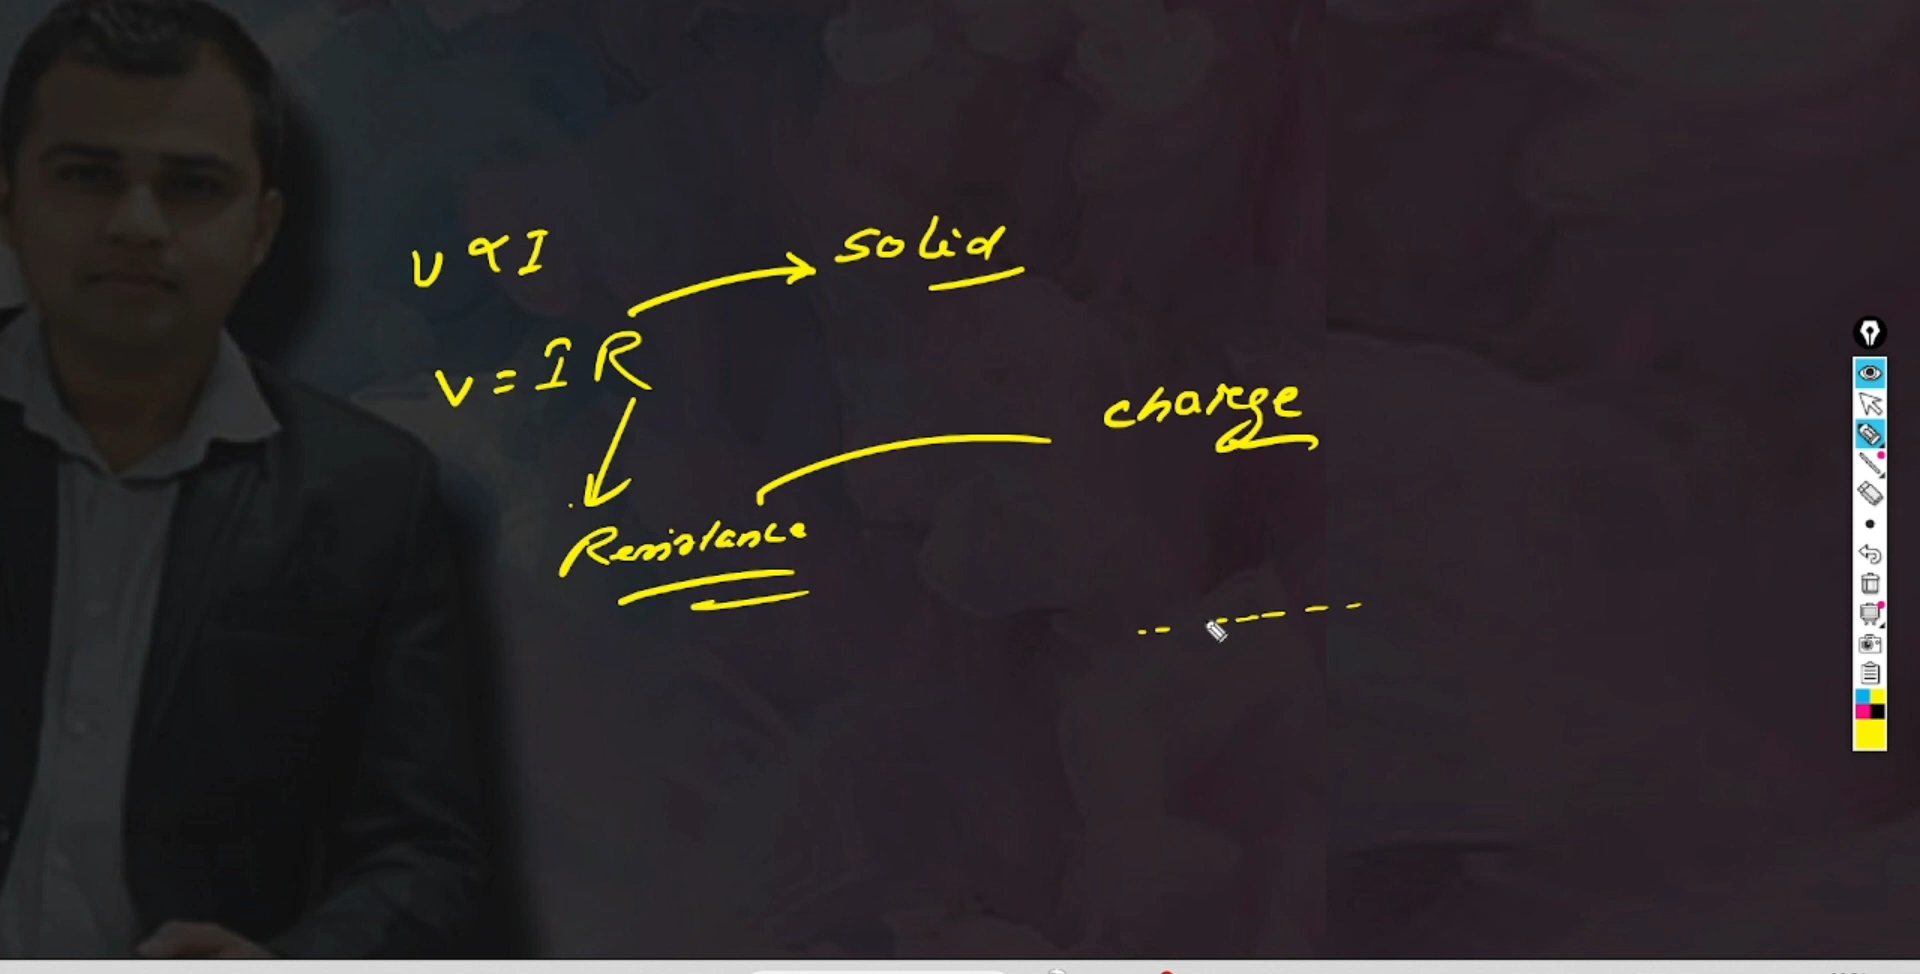 V ∝ I
solid
V = I R
charge
Resistance